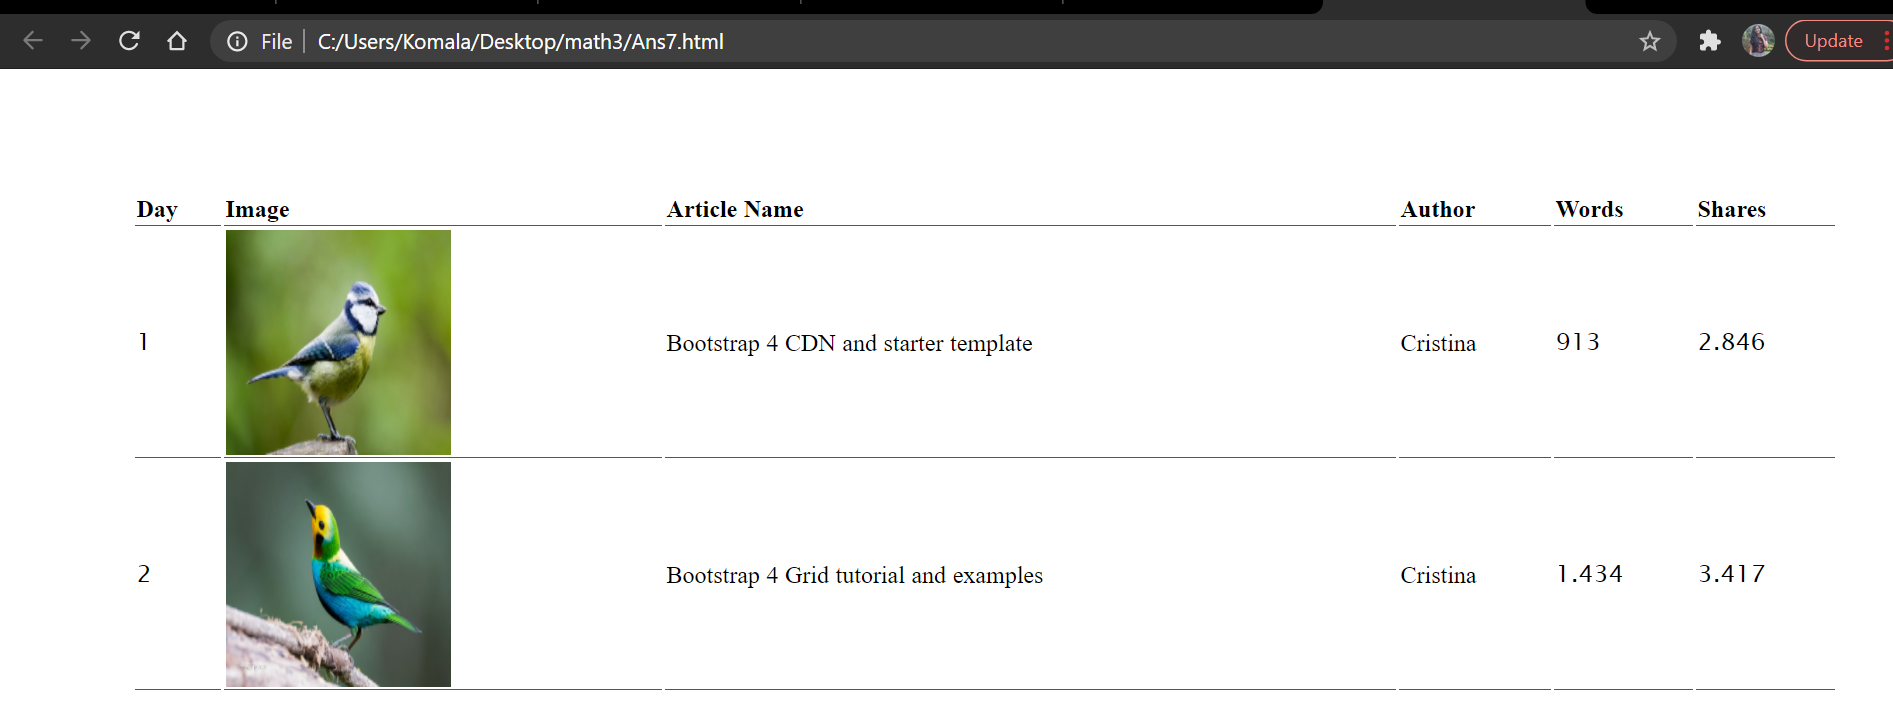 File C:/Users/Komala/Desktop/math3/Ans7.html Update
Day Image Article Name Author Words Shares
1 Bootstrap 4 CDN and starter template Cristina 913 2.846
2 Bootstrap 4 Grid tutorial and examples Cristina 1.434 3.417